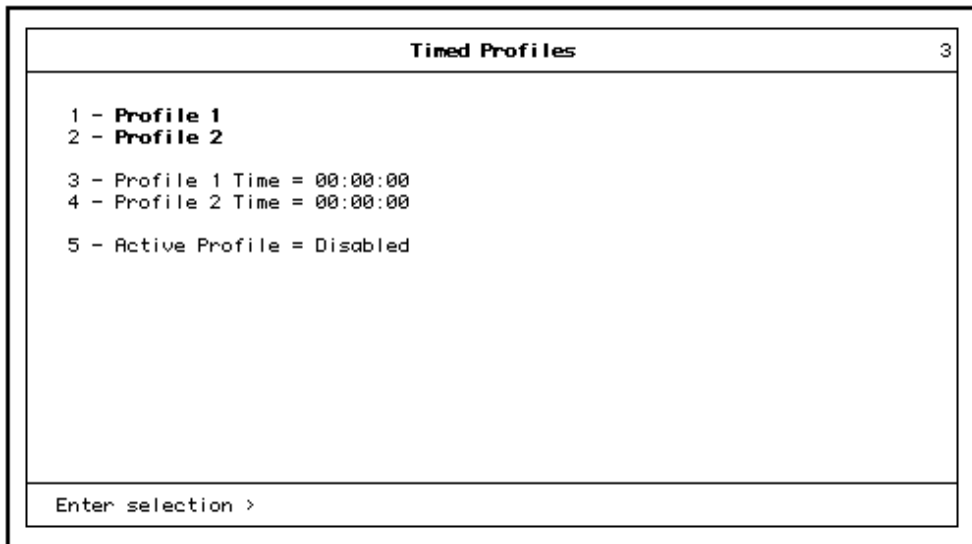 Timed Profiles 3
1 - Profile 1
2 - Profile 2
3 - Profile 1 Time = 00:00:00
4 - Profile 2 Time = 00:00:00
5 - Active Profile = Disabled
Enter selection >